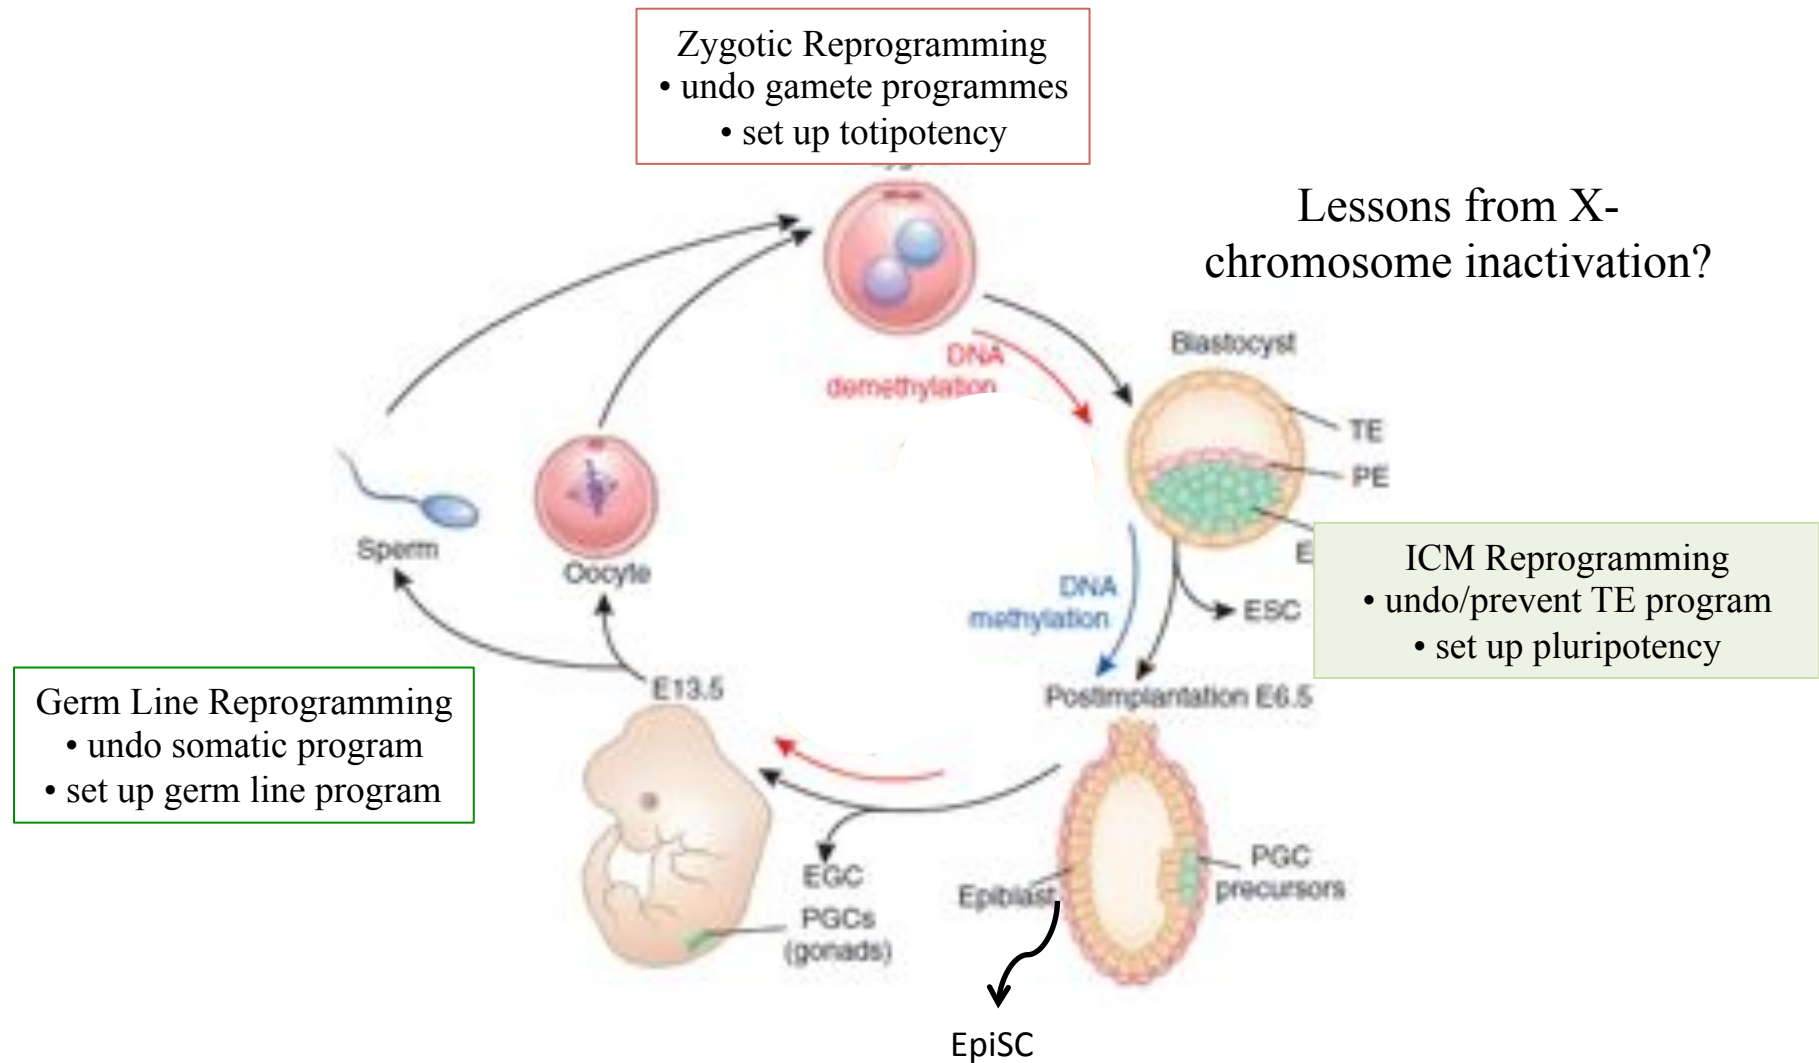 Zygotic Reprogramming
• undo gamete programmes
• set up totipotency
Lessons from X-
chromosome inactivation?
DNA
demethylation
Blastocyst
TE
PE
E
ICM Reprogramming
• undo/prevent TE program
• set up pluripotency
Sperm
Oocyte
DNA
methylation
ESC
Postimplantation E6.5
E13.5
Germ Line Reprogramming
• undo somatic program
• set up germ line program
EGC
PGCs
(gonads)
Epiblast
PGC
precursors
EpiSC